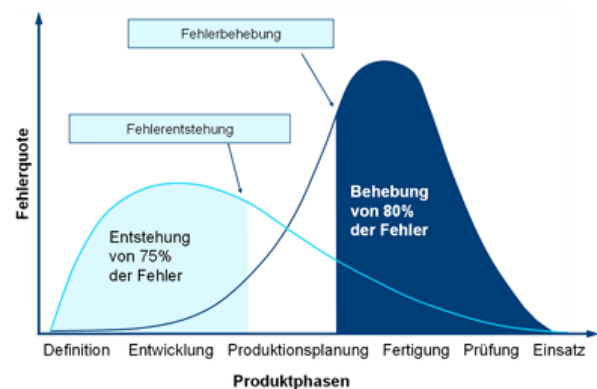 Fehlerbehebung
Fehlerentstehung
Fehlerquote
Entstehung
von 75%
der Fehler
Behebung
von 80%
der Fehler
Definition Entwicklung Produktionsplanung Fertigung Prüfung Einsatz
Produktphasen